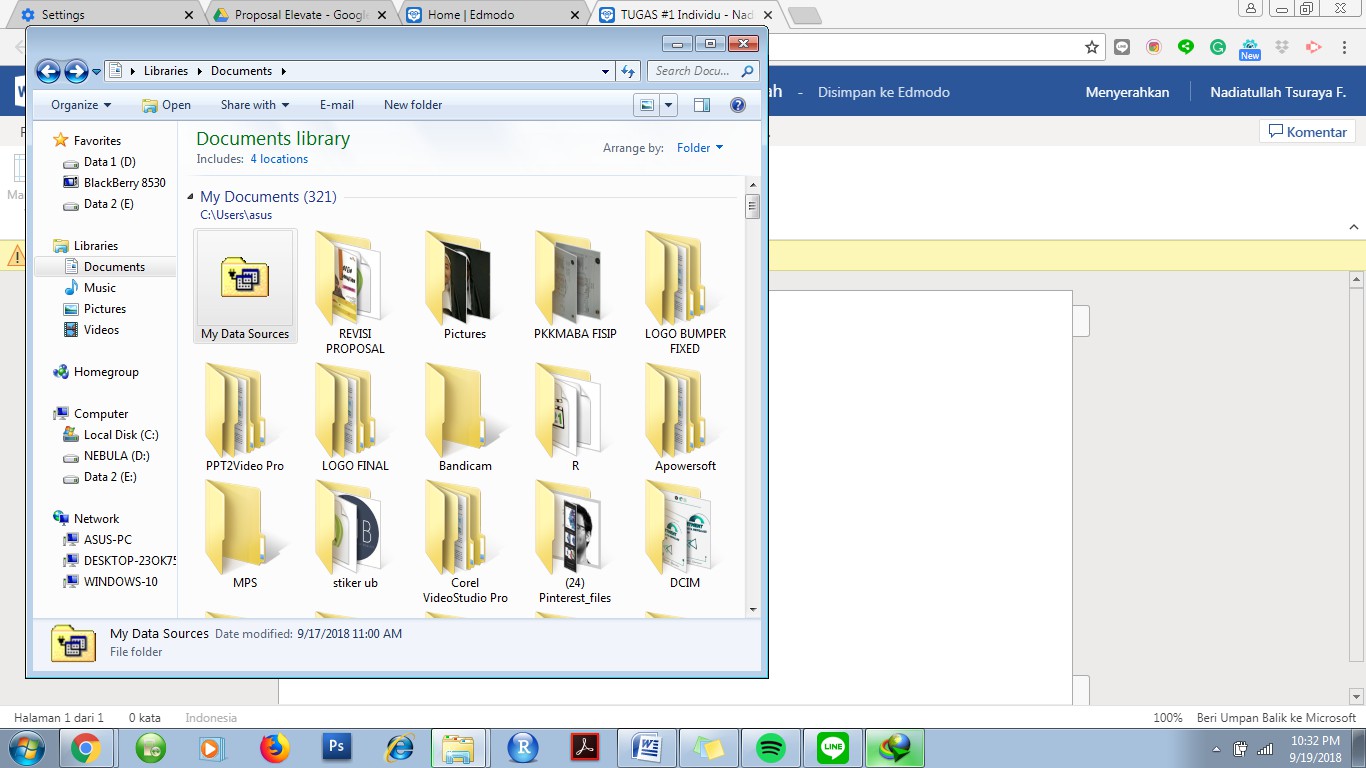 Settings
Proposal Elevate - Google
Home | Edmodo
TUGAS #1 Individu - Nad
New
Libraries
Documents
Search Docu...
ah - Disimpan ke Edmodo
Menyerahkan
Nadiatullah Tsuraya F.
Organize
Open
Share with
E-mail
New folder
Komentar
Favorites
Data 1 (D)
BlackBerry 8530
Data 2 (E)
Libraries
Documents
Music
Pictures
Videos
Homegroup
Computer
Local Disk (C:)
NEBULA (D:)
Data 2 (E:)
Network
ASUS-PC
DESKTOP-23OK75
WINDOWS-10
Documents library
Includes: 4 locations
Arrange by: Folder
My Documents (321)
C:\Users\asus
My Data Sources
REVISI
PROPOSAL
Pictures
PKKMABA FISIP
LOGO BUMPER
FIXED
PPT2Video Pro
LOGO FINAL
Bandicam
R
Apowersoft
MPS
stiker ub
Corel
VideoStudio Pro
(24)
Pinterest_files
DCIM
My Data Sources Date modified: 9/17/2018 11:00 AM
File folder
Halaman 1 dari 1
0 kata
Indonesia
100%
Beri Umpan Balik ke Microsoft
Ps
R
LINE
10:32 PM
9/19/2018